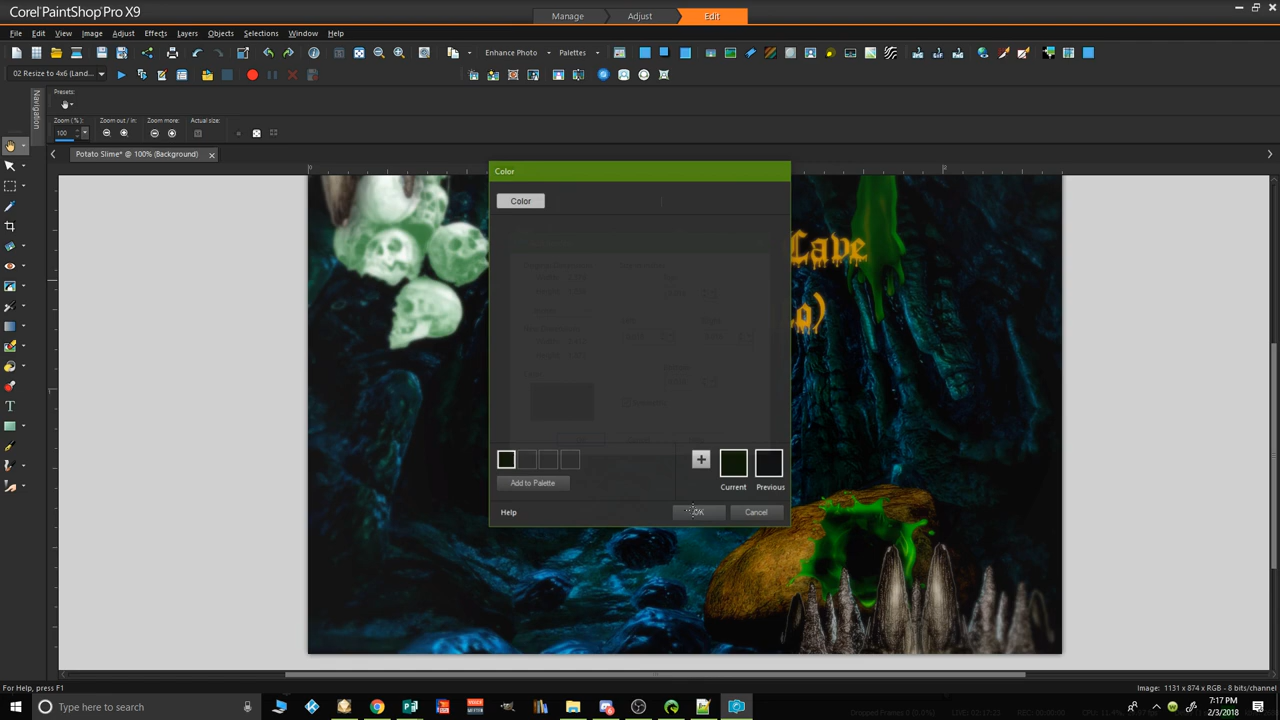 Corel PaintShop Pro X9
Manage
Adjust
Edit
File Edit View Image Adjust Effects Layers Objects Selections Window Help
Enhance Photo
Palettes
02 Resize to 4x6 (Land...
Presets:
Zoom (%):
Zoom out / in:
Zoom more:
Actual size:
100
Navigation
Potato Slime* @ 100% (Background)
Color
Color
Cave
Add to Palette
Current
Previous
Help
OK
Cancel
For Help, press F1
Image: 1131 x 874 x RGB - 8 bits/channel
Type here to search
7:17 PM
2/3/2018